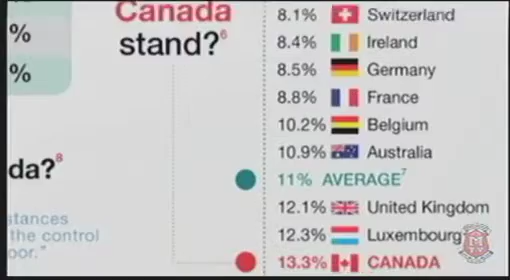 %
%
Canada
stand?6
da?8
stances
the control
oor."
8.1% Switzerland
8.4% Ireland
8.5% Germany
8.8% France
10.2% Belgium
10.9% Australia
11% AVERAGE7
12.1% United Kingdom
12.3% Luxembourg
13.3% CANADA